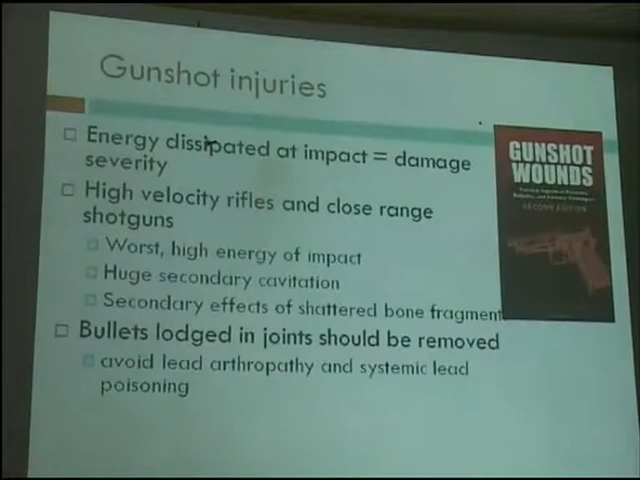 Gunshot injuries
Energy dissipated at impact = damage
severity
High velocity rifles and close range
shotguns
Worst, high energy of impact
Huge secondary cavitation
Secondary effects of shattered bone fragment
Bullets lodged in joints should be removed
avoid lead arthropathy and systemic lead
poisoning
GUNSHOT
WOUNDS
SECOND EDITION